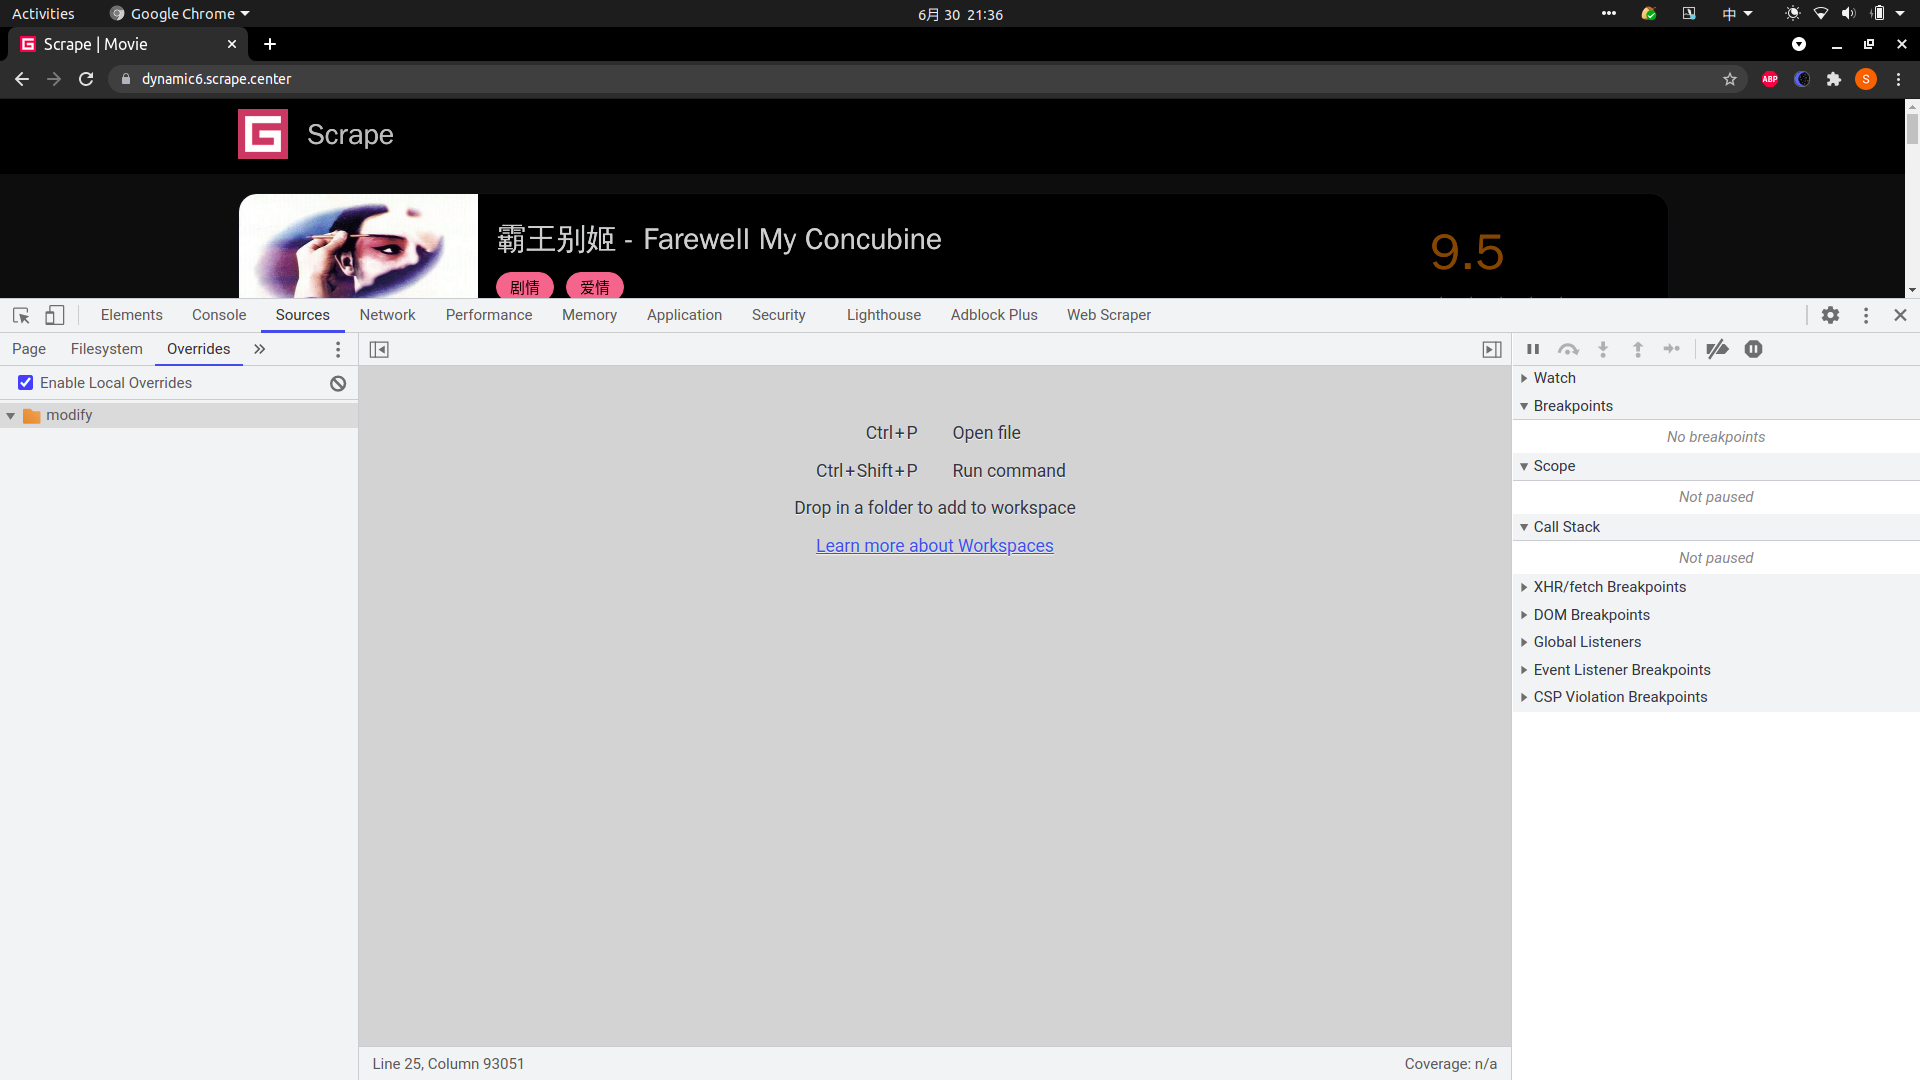 Activities Google Chrome 6月 30 21:36 中
Scrape | Movie
dynamic6.scrape.center ABP S
Scrape
霸王别姬 - Farewell My Concubine 9.5
剧情 爱情
Elements Console Sources Network Performance Memory Application Security Lighthouse Adblock Plus Web Scraper
Page Filesystem Overrides
Enable Local Overrides
modify
Ctrl+P Open file
Ctrl+Shift+P Run command
Drop in a folder to add to workspace
Learn more about Workspaces
Line 25, Column 93051 Coverage: n/a
Watch
Breakpoints
No breakpoints
Scope
Not paused
Call Stack
Not paused
XHR/fetch Breakpoints
DOM Breakpoints
Global Listeners
Event Listener Breakpoints
CSP Violation Breakpoints